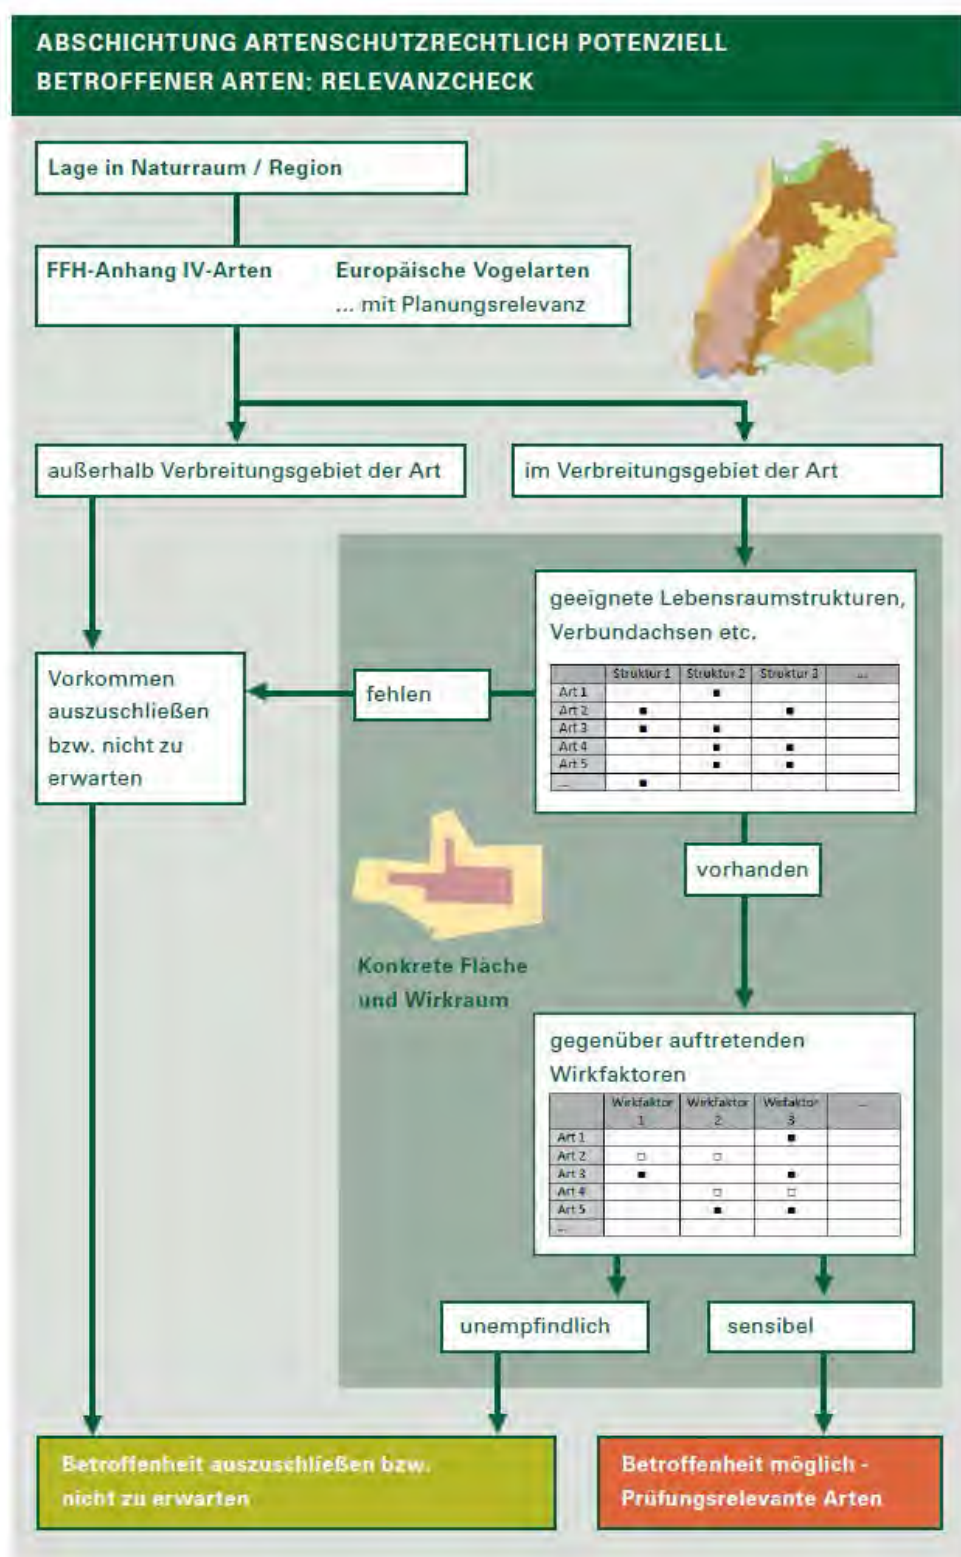 ABSCHICHTUNG ARTENSCHUTZRECHTLICH POTENZIELL
BETROFFENER ARTEN: RELEVANZCHECK
Lage in Naturraum / Region
FFH-Anhang IV-Arten
Europäische Vogelarten
... mit Planungsrelevanz
außerhalb Verbreitungsgebiet der Art
im Verbreitungsgebiet der Art
geeignete Lebensraumstrukturen,
Verbundachsen etc.
Struktur 1 Struktur 2 Struktur 3 ...
Art 1
Art 2
Art 3
Art 4
Art 5
...
fehlen
Vorkommen
auszuschließen
bzw. nicht zu
erwarten
vorhanden
Konkrete Fläche
und Wirkraum
gegenüber auftretenden
Wirkfaktoren
Wirkfaktor Wirkfaktor Wirfaktor ...
1 2 3
Art 1
Art 2
Art 3
Art 4
Art 5
...
unempfindlich
sensibel
Betroffenheit auszuschließen bzw.
nicht zu erwarten
Betroffenheit möglich -
Prüfungsrelevante Arten